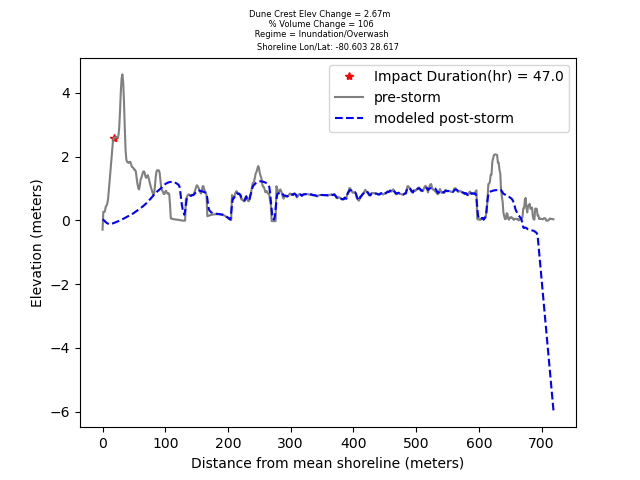 Dune Crest Elev Change = 2.67m
% Volume Change = 106
Regime = Inundation/Overwash
Shoreline Lon/Lat: -80.603 28.617
Impact Duration(hr) = 47.0
pre-storm
modeled post-storm
Elevation (meters)
4
2
0
−2
−4
−6
0 100 200 300 400 500 600 700
Distance from mean shoreline (meters)